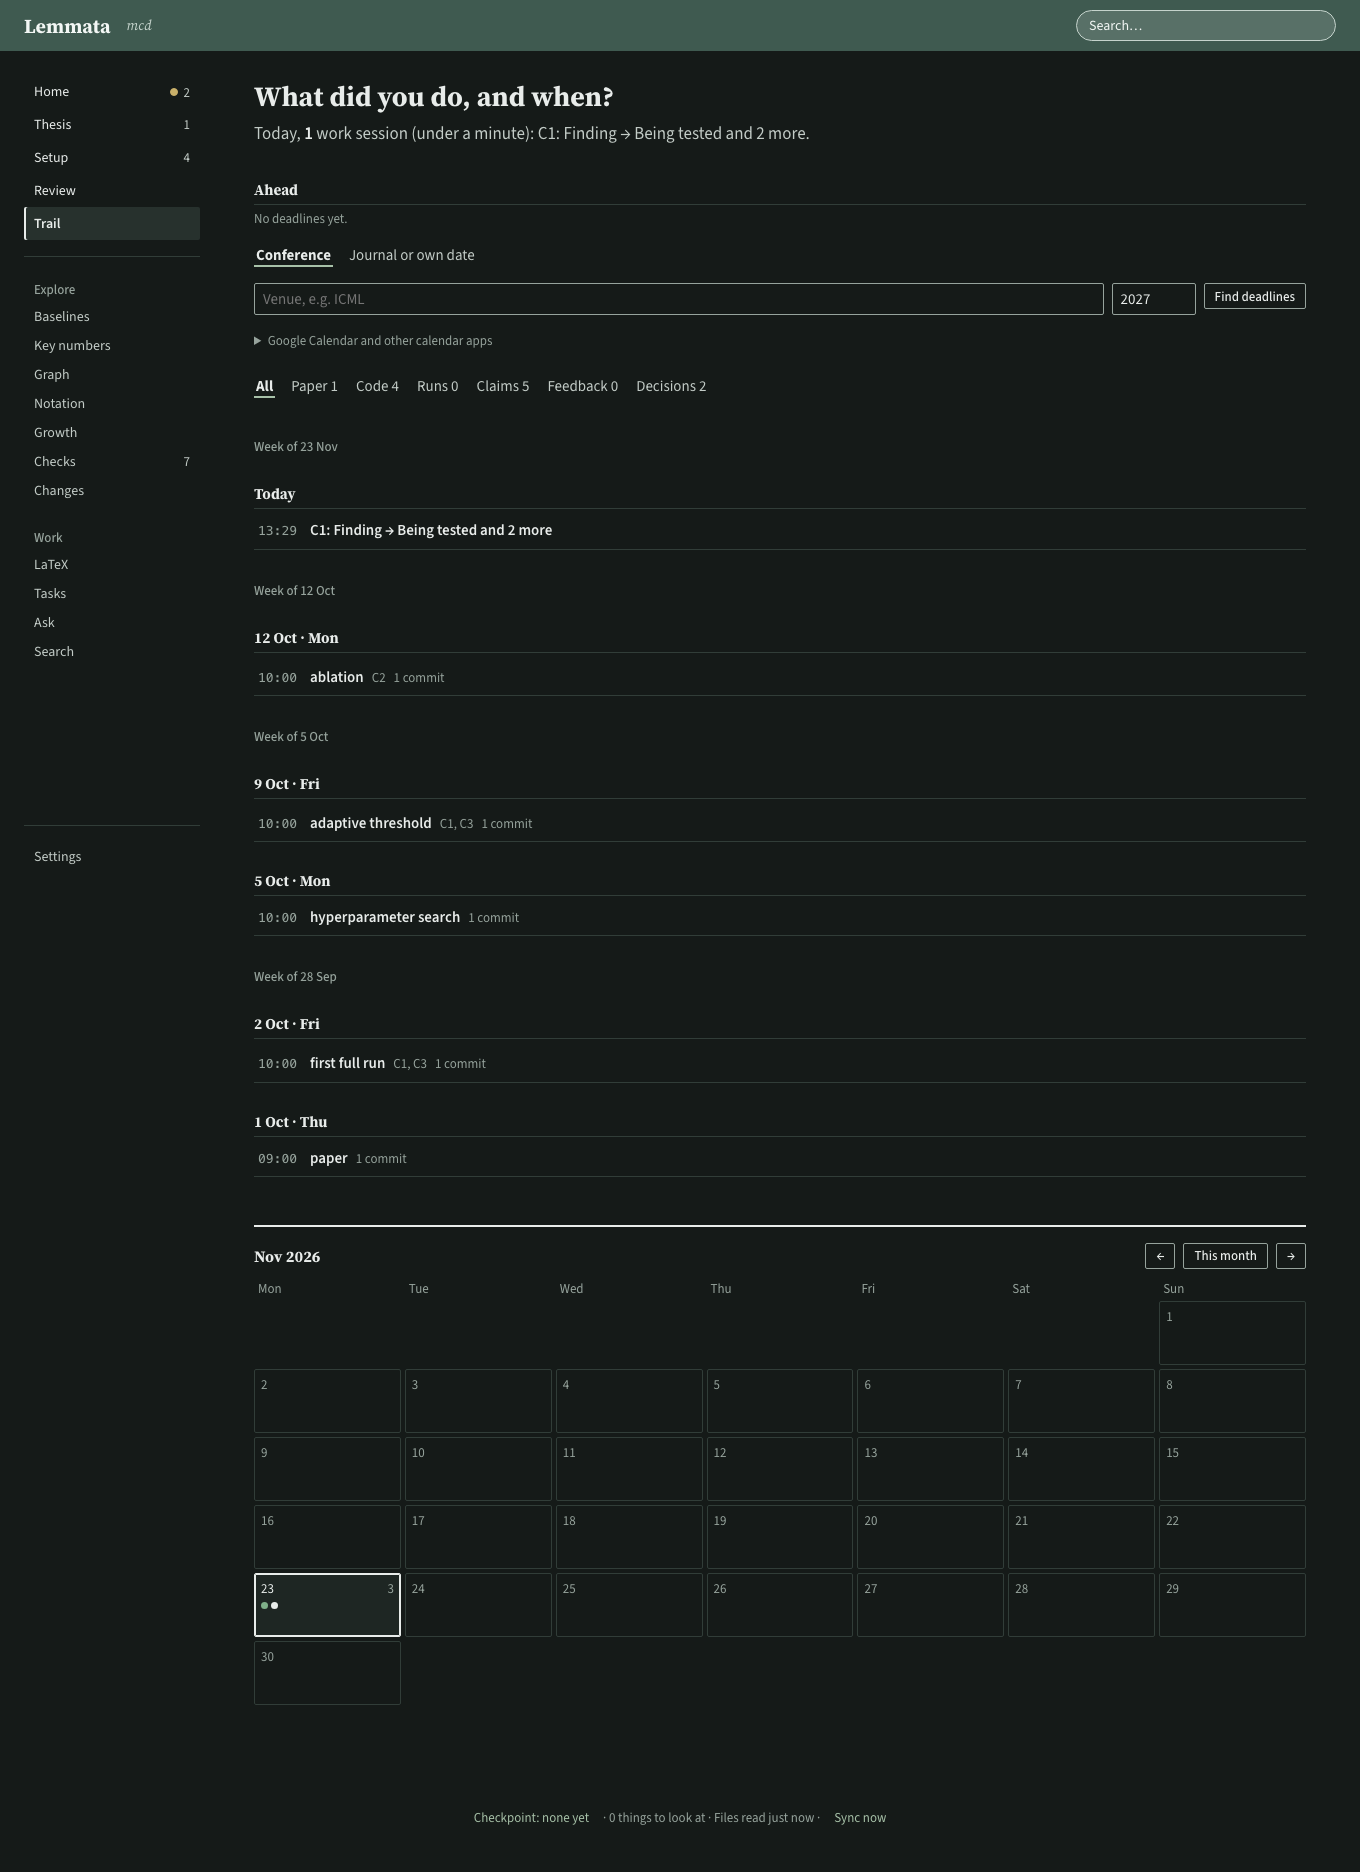 Lemmata mcd
Search…
Home 2
Thesis 1
Setup 4
Review
Trail
Explore
Baselines
Key numbers
Graph
Notation
Growth
Checks 7
Changes
Work
LaTeX
Tasks
Ask
Search
Settings
What did you do, and when?
Today, 1 work session (under a minute): C1: Finding → Being tested and 2 more.
Ahead
No deadlines yet.
Conference Journal or own date
Venue, e.g. ICML 2027 Find deadlines
▶ Google Calendar and other calendar apps
All Paper 1 Code 4 Runs 0 Claims 5 Feedback 0 Decisions 2
Week of 23 Nov
Today
13:29 C1: Finding → Being tested and 2 more
Week of 12 Oct
12 Oct · Mon
10:00 ablation C2 1 commit
Week of 5 Oct
9 Oct · Fri
10:00 adaptive threshold C1, C3 1 commit
5 Oct · Mon
10:00 hyperparameter search 1 commit
Week of 28 Sep
2 Oct · Fri
10:00 first full run C1, C3 1 commit
1 Oct · Thu
09:00 paper 1 commit
Nov 2026
← This month →
Mon Tue Wed Thu Fri Sat Sun
1
2 3 4 5 6 7 8
9 10 11 12 13 14 15
16 17 18 19 20 21 22
23 3 24 25 26 27 28 29
30
Checkpoint: none yet · 0 things to look at · Files read just now · Sync now